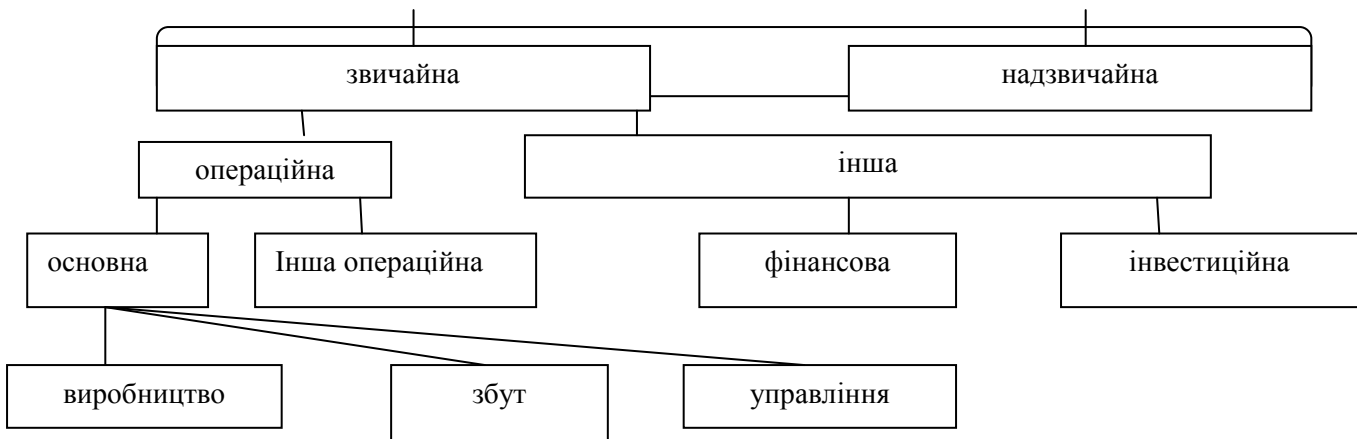 звичайна
надзвичайна
операційна
інша
основна
Інша операційна
фінансова
інвестиційна
виробництво
збут
управління